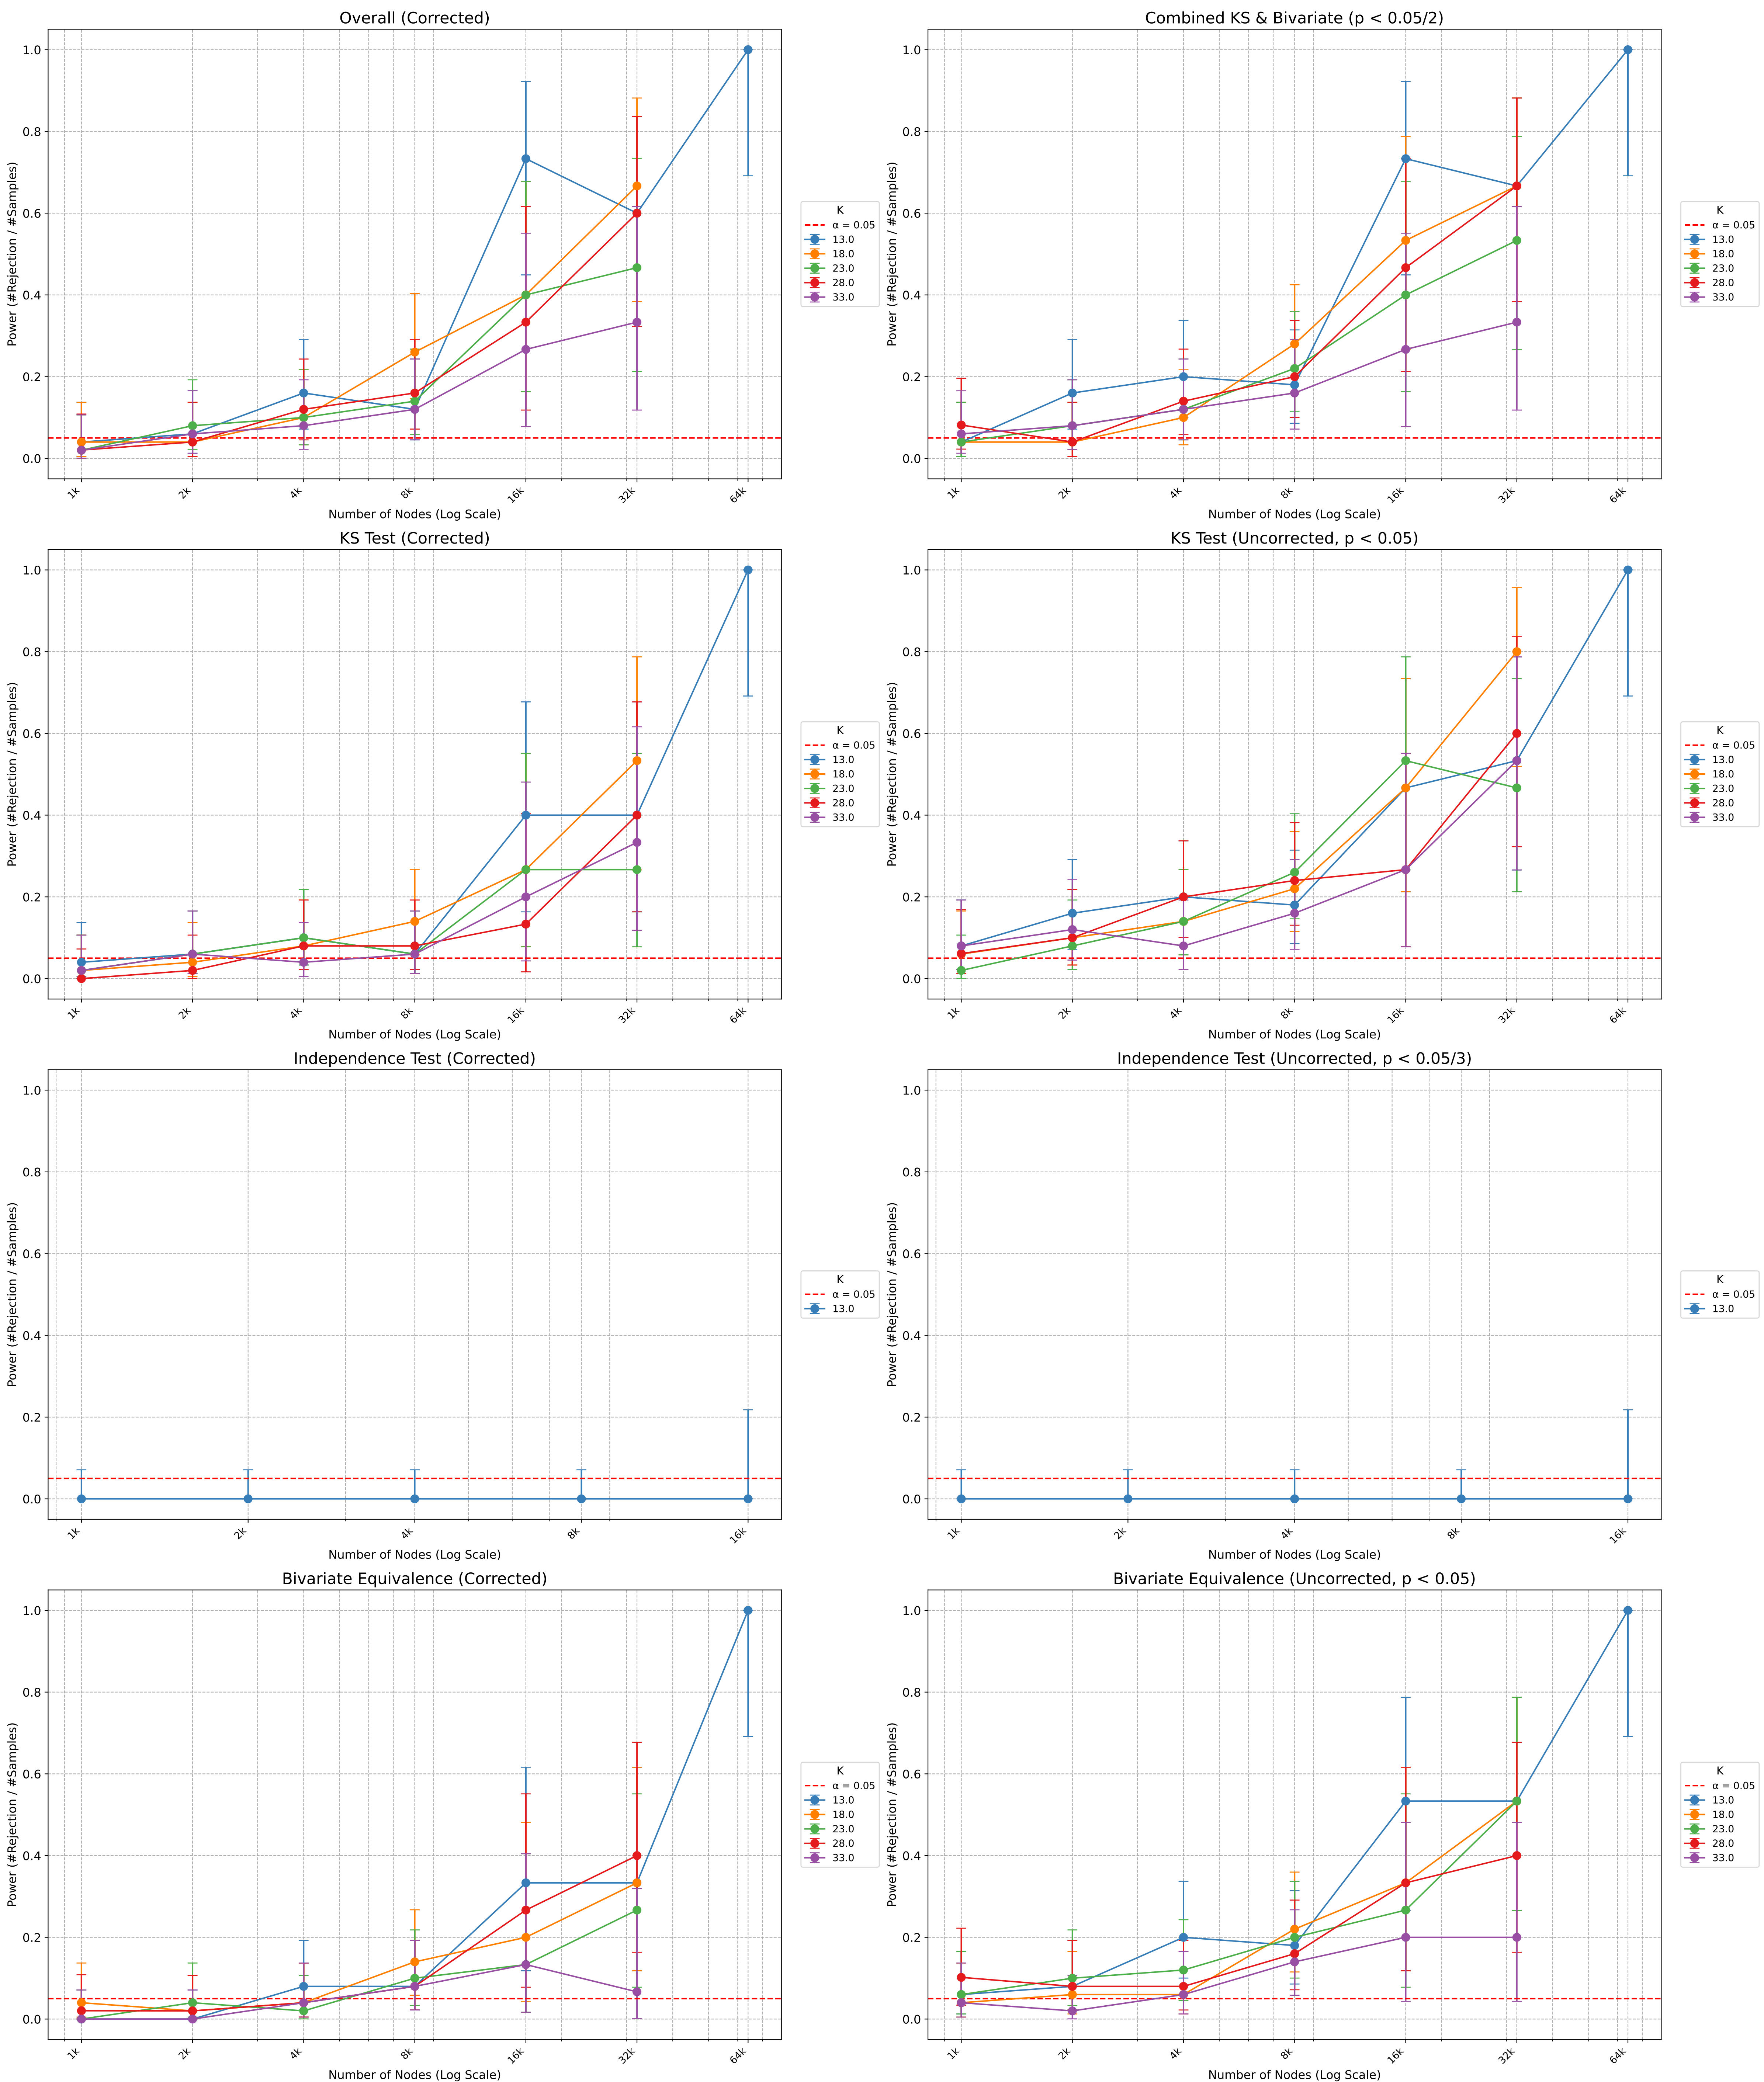 Overall (Corrected)
Power (#Rejection / #Samples)
1.0
0.8
0.6
0.4
0.2
0.0
1k
2k
4k
8k
16k
32k
64k
Number of Nodes (Log Scale)
K
α = 0.05
13.0
18.0
23.0
28.0
33.0
Combined KS & Bivariate (p < 0.05/2)
Power (#Rejection / #Samples)
1.0
0.8
0.6
0.4
0.2
0.0
1k
2k
4k
8k
16k
32k
64k
Number of Nodes (Log Scale)
K
α = 0.05
13.0
18.0
23.0
28.0
33.0
KS Test (Corrected)
Power (#Rejection / #Samples)
1.0
0.8
0.6
0.4
0.2
0.0
1k
2k
4k
8k
16k
32k
64k
Number of Nodes (Log Scale)
K
α = 0.05
13.0
18.0
23.0
28.0
33.0
KS Test (Uncorrected, p < 0.05)
Power (#Rejection / #Samples)
1.0
0.8
0.6
0.4
0.2
0.0
1k
2k
4k
8k
16k
32k
64k
Number of Nodes (Log Scale)
K
α = 0.05
13.0
18.0
23.0
28.0
33.0
Independence Test (Corrected)
Power (#Rejection / #Samples)
1.0
0.8
0.6
0.4
0.2
0.0
1k
2k
4k
8k
16k
Number of Nodes (Log Scale)
K
α = 0.05
13.0
Independence Test (Uncorrected, p < 0.05/3)
Power (#Rejection / #Samples)
1.0
0.8
0.6
0.4
0.2
0.0
1k
2k
4k
8k
16k
Number of Nodes (Log Scale)
K
α = 0.05
13.0
Bivariate Equivalence (Corrected)
Power (#Rejection / #Samples)
1.0
0.8
0.6
0.4
0.2
0.0
1k
2k
4k
8k
16k
32k
64k
Number of Nodes (Log Scale)
K
α = 0.05
13.0
18.0
23.0
28.0
33.0
Bivariate Equivalence (Uncorrected, p < 0.05)
Power (#Rejection / #Samples)
1.0
0.8
0.6
0.4
0.2
0.0
1k
2k
4k
8k
16k
32k
64k
Number of Nodes (Log Scale)
K
α = 0.05
13.0
18.0
23.0
28.0
33.0